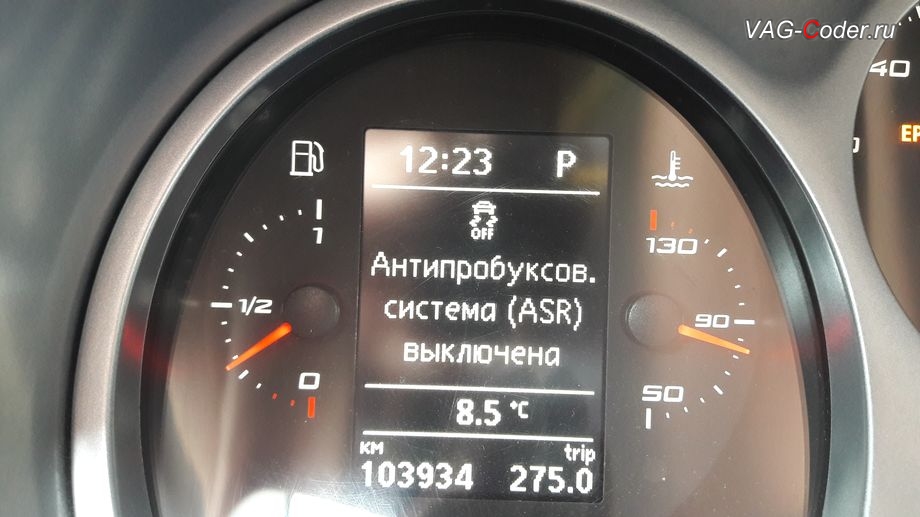 VAG-Coder.ru
12:23 P
OFF
Антипробуксов.
система (ASR)
выключена
8.5 °C
км trip
103934 275.0
1
1/2
0
130
90
50
40